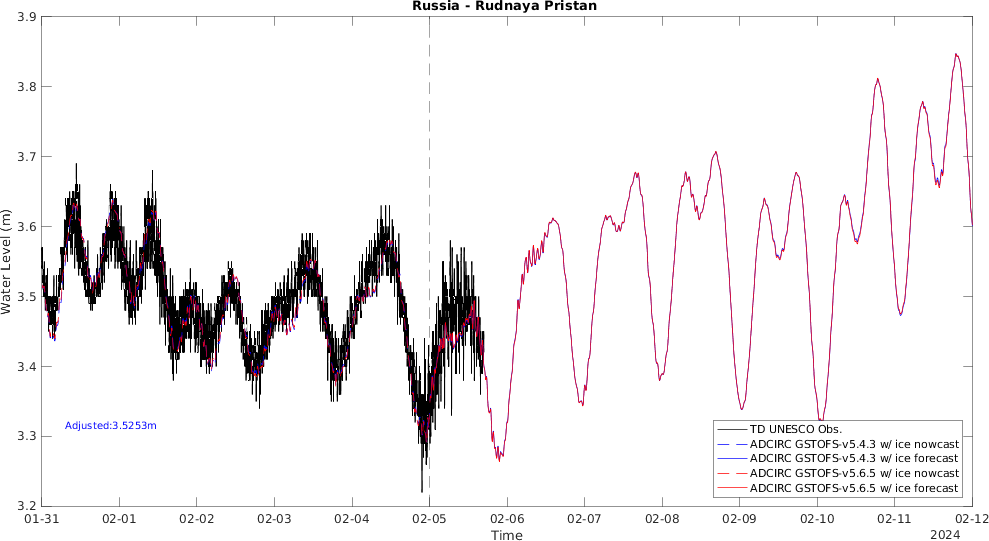 Russia - Rudnaya Pristan
3.9
3.8
3.7
3.6
3.5
3.4
3.3
3.2
Water Level (m)
Adjusted:3.5253m
TD UNESCO Obs.
ADCIRC GSTOFS-v5.4.3 w/ ice nowcast
ADCIRC GSTOFS-v5.4.3 w/ ice forecast
ADCIRC GSTOFS-v5.6.5 w/ ice nowcast
ADCIRC GSTOFS-v5.6.5 w/ ice forecast
01-31 02-01 02-02 02-03 02-04 02-05 02-06 02-07 02-08 02-09 02-10 02-11 02-12
Time
2024